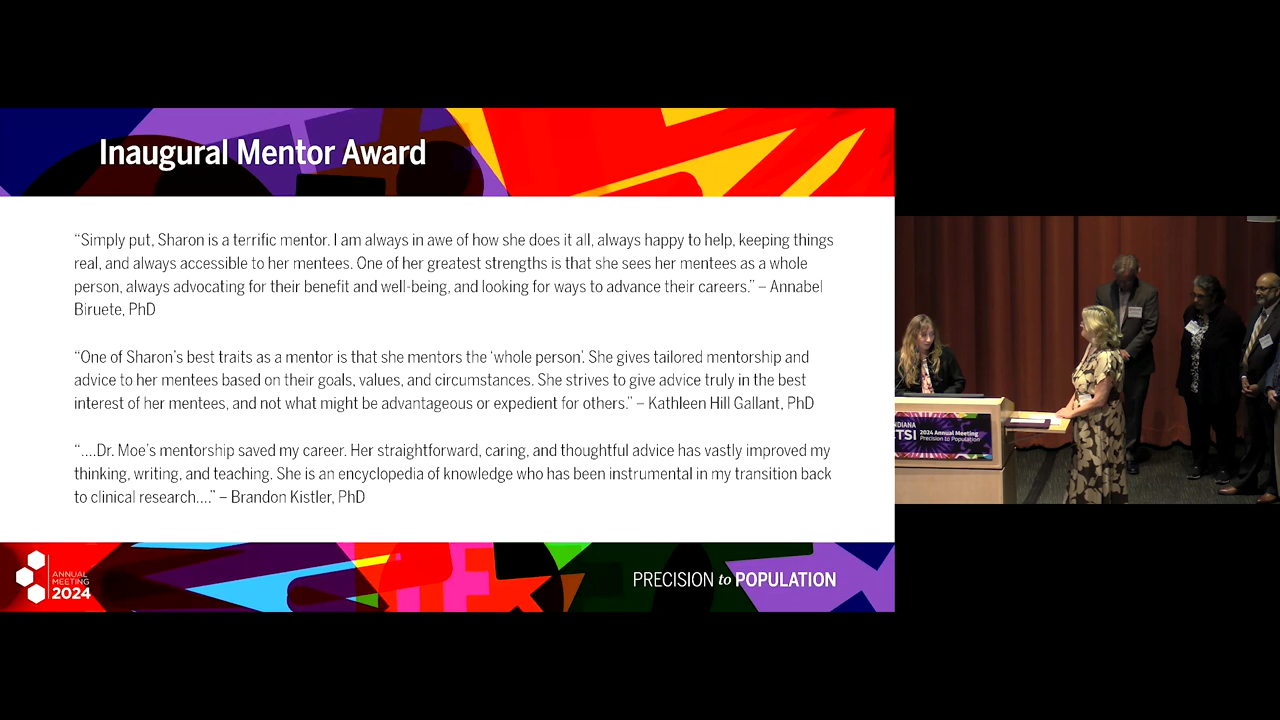 Inaugural Mentor Award
“Simply put, Sharon is a terrific mentor. I am always in awe of how she does it all, always happy to help, keeping things
real, and always accessible to her mentees. One of her greatest strengths is that she sees her mentees as a whole
person, always advocating for their benefit and well-being, and looking for ways to advance their careers.” – Annabel
Biruete, PhD
“One of Sharon’s best traits as a mentor is that she mentors the ‘whole person’. She gives tailored mentorship and
advice to her mentees based on their goals, values, and circumstances. She strives to give advice truly in the best
interest of her mentees, and not what might be advantageous or expedient for others.” – Kathleen Hill Gallant, PhD
“....Dr. Moe’s mentorship saved my career. Her straightforward, caring, and thoughtful advice has vastly improved my
thinking, writing, and teaching. She is an encyclopedia of knowledge who has been instrumental in my transition back
to clinical research....” – Brandon Kistler, PhD
ANNUAL
MEETING
2024
PRECISION to POPULATION
INDIANA
CTSI
2024 Annual Meeting
Precision to Population